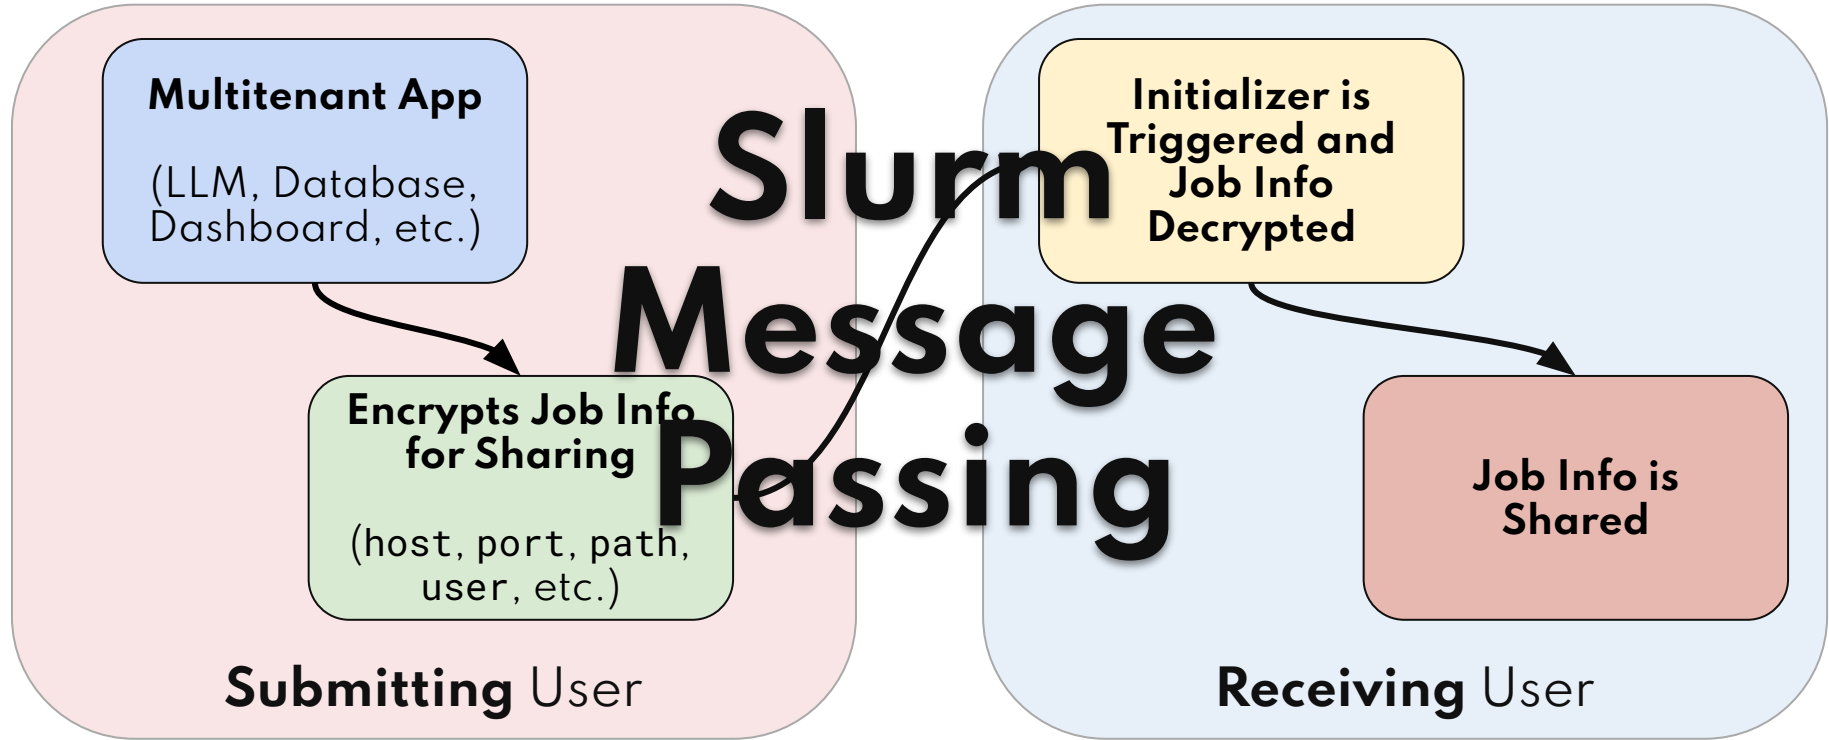 Multitenant App
(LLM, Database,
Dashboard, etc.)
Encrypts Job Info
for Sharing
(host, port, path,
user, etc.)
Submitting User
Slurm
Message
Passing
Initializer is
Triggered and
Job Info
Decrypted
Job Info is
Shared
Receiving User